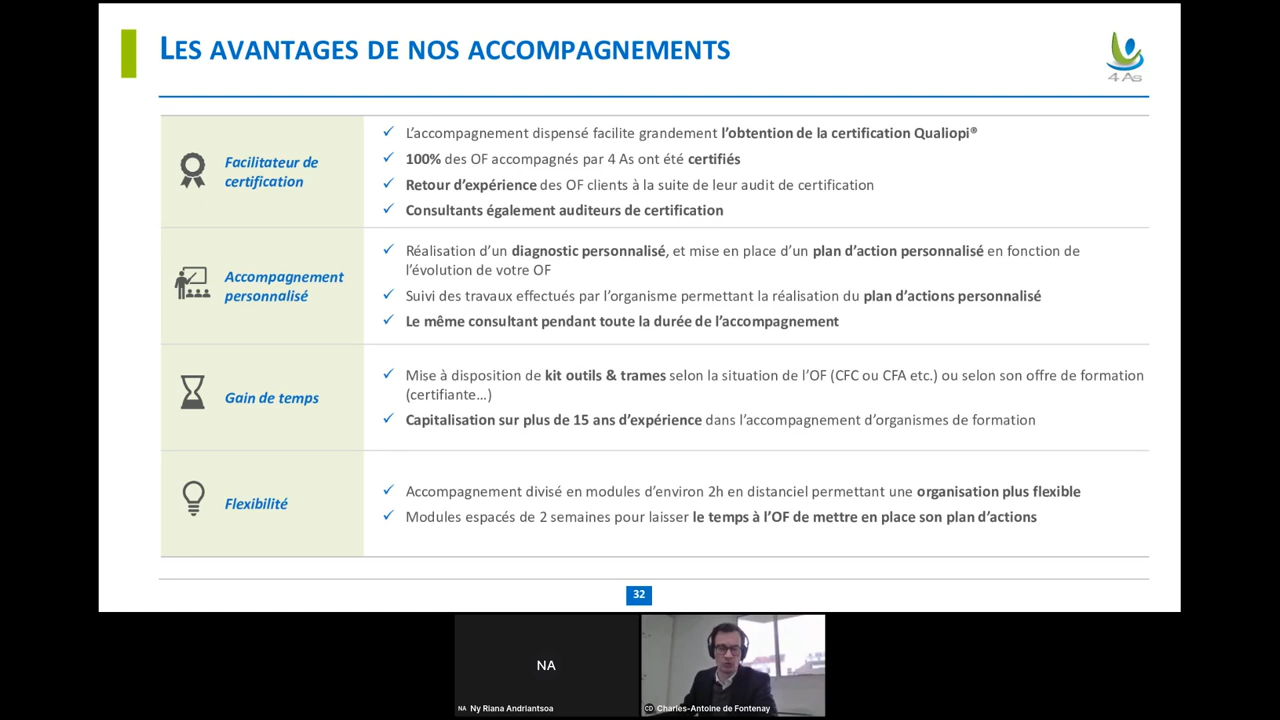 LES AVANTAGES DE NOS ACCOMPAGNEMENTS
4 As
Facilitateur de
certification
L’accompagnement dispensé facilite grandement l’obtention de la certification Qualiopi®
100% des OF accompagnés par 4 As ont été certifiés
Retour d’expérience des OF clients à la suite de leur audit de certification
Consultants également auditeurs de certification
Accompagnement
personnalisé
Réalisation d’un diagnostic personnalisé, et mise en place d’un plan d’action personnalisé en fonction de
l’évolution de votre OF
Suivi des travaux effectués par l’organisme permettant la réalisation du plan d’actions personnalisé
Le même consultant pendant toute la durée de l’accompagnement
Gain de temps
Mise à disposition de kit outils & trames selon la situation de l’OF (CFC ou CFA etc.) ou selon son offre de formation
(certifiante…)
Capitalisation sur plus de 15 ans d’expérience dans l’accompagnement d’organismes de formation
Flexibilité
Accompagnement divisé en modules d’environ 2h en distanciel permettant une organisation plus flexible
Modules espacés de 2 semaines pour laisser le temps à l’OF de mettre en place son plan d’actions
32
NA
NA Ny Riana Andriantsoa
CD Charles-Antoine de Fontenay